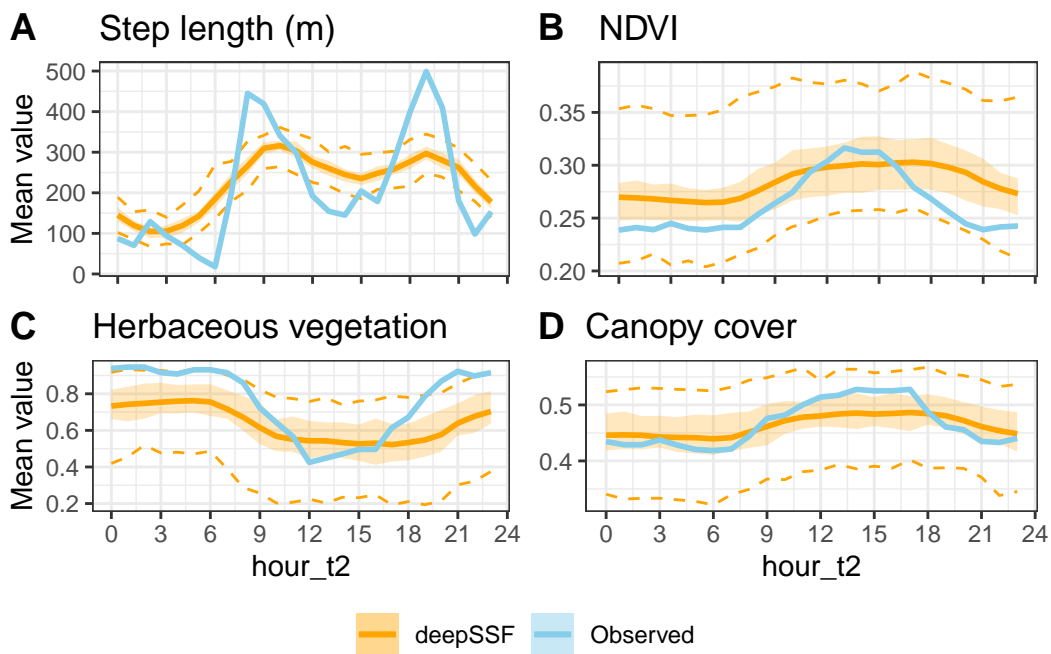 A Step length (m) B NDVI
500
400
300
200
100
0
Mean value
0.35
0.30
0.25
0.20
C Herbaceous vegetation D Canopy cover
0.8
0.6
0.4
0.2
Mean value
0.5
0.4
0 3 6 9 12 15 18 21 24 0 3 6 9 12 15 18 21 24
hour_t2 hour_t2
deepSSF Observed